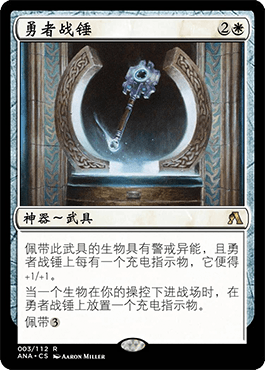 勇者战锤 2
神器～武具
佩带此武具的生物具有警戒异能，且勇
者战锤上每有一个充电指示物，它便得
+1/+1。
当一个生物在你的操控下进战场时，在
勇者战锤上放置一个充电指示物。
佩带3
003/112 R
ANA • CS AARON MILLER